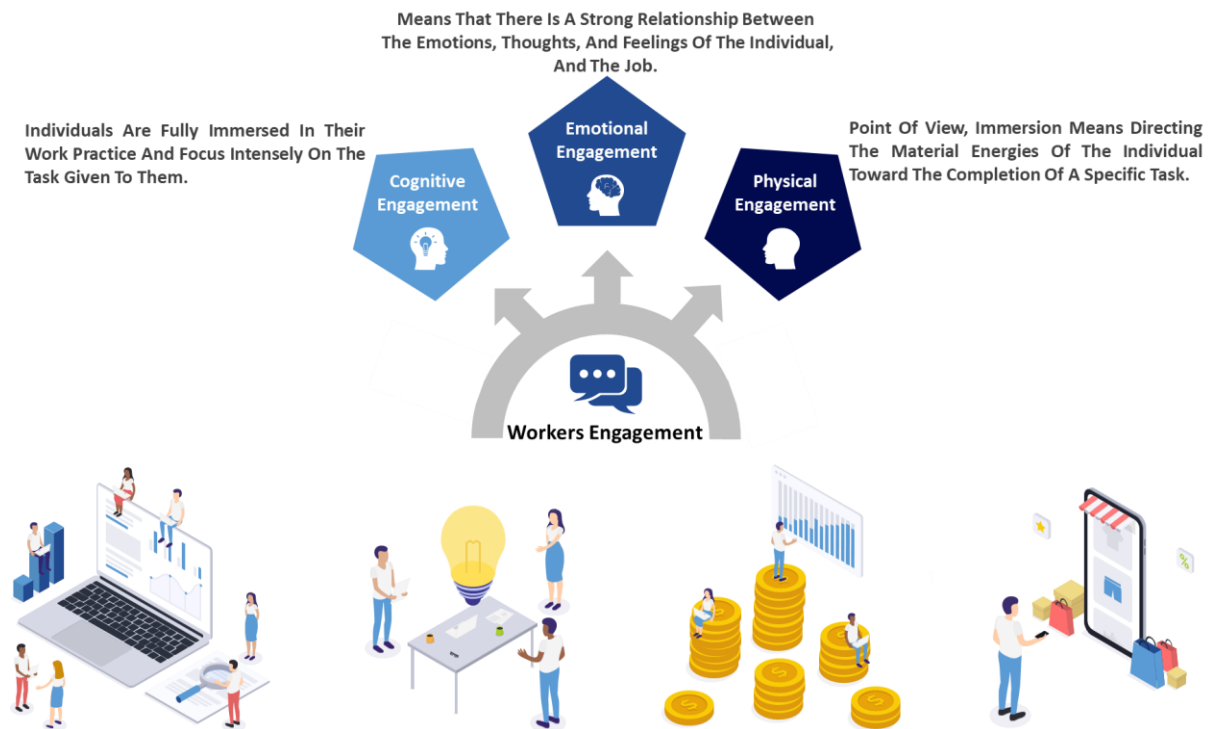 Means That There Is A Strong Relationship Between
The Emotions, Thoughts, And Feelings Of The Individual,
And The Job.
Individuals Are Fully Immersed In Their
Work Practice And Focus Intensely On The
Task Given To Them.
Emotional
Engagement
Point Of View, Immersion Means Directing
The Material Energies Of The Individual
Toward The Completion Of A Specific Task.
Cognitive
Engagement
Physical
Engagement
Workers Engagement